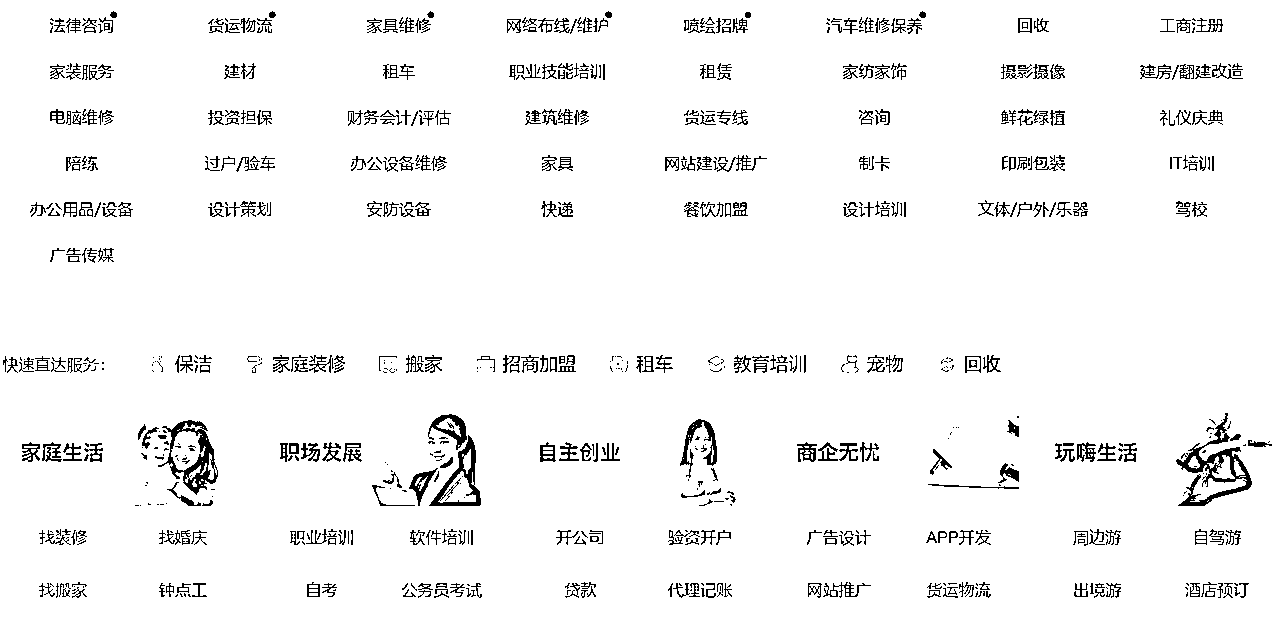 法律咨询 货运物流 家具维修 网络布线/维护 喷绘招牌 汽车维修保养 回收 工商注册
家装服务 建材 租车 职业技能培训 租赁 家纺家饰 摄影摄像 建房/翻建改造
电脑维修 投资担保 财务会计/评估 建筑维修 货运专线 咨询 鲜花绿植 礼仪庆典
陪练 过户/验车 办公设备维修 家具 网站建设/推广 制卡 印刷包装 IT培训
办公用品/设备 设计策划 安防设备 快递 餐饮加盟 设计培训 文体/户外/乐器 驾校
广告传媒
快速直达服务: 保洁 家庭装修 搬家 招商加盟 租车 教育培训 宠物 回收
家庭生活 职场发展 自主创业 商企无忧 玩嗨生活
找装修 找婚庆 职业培训 软件培训 开公司 验资开户 广告设计 APP开发 周边游 自驾游
找搬家 钟点工 自考 公务员考试 贷款 代理记账 网站推广 货运物流 出境游 酒店预订